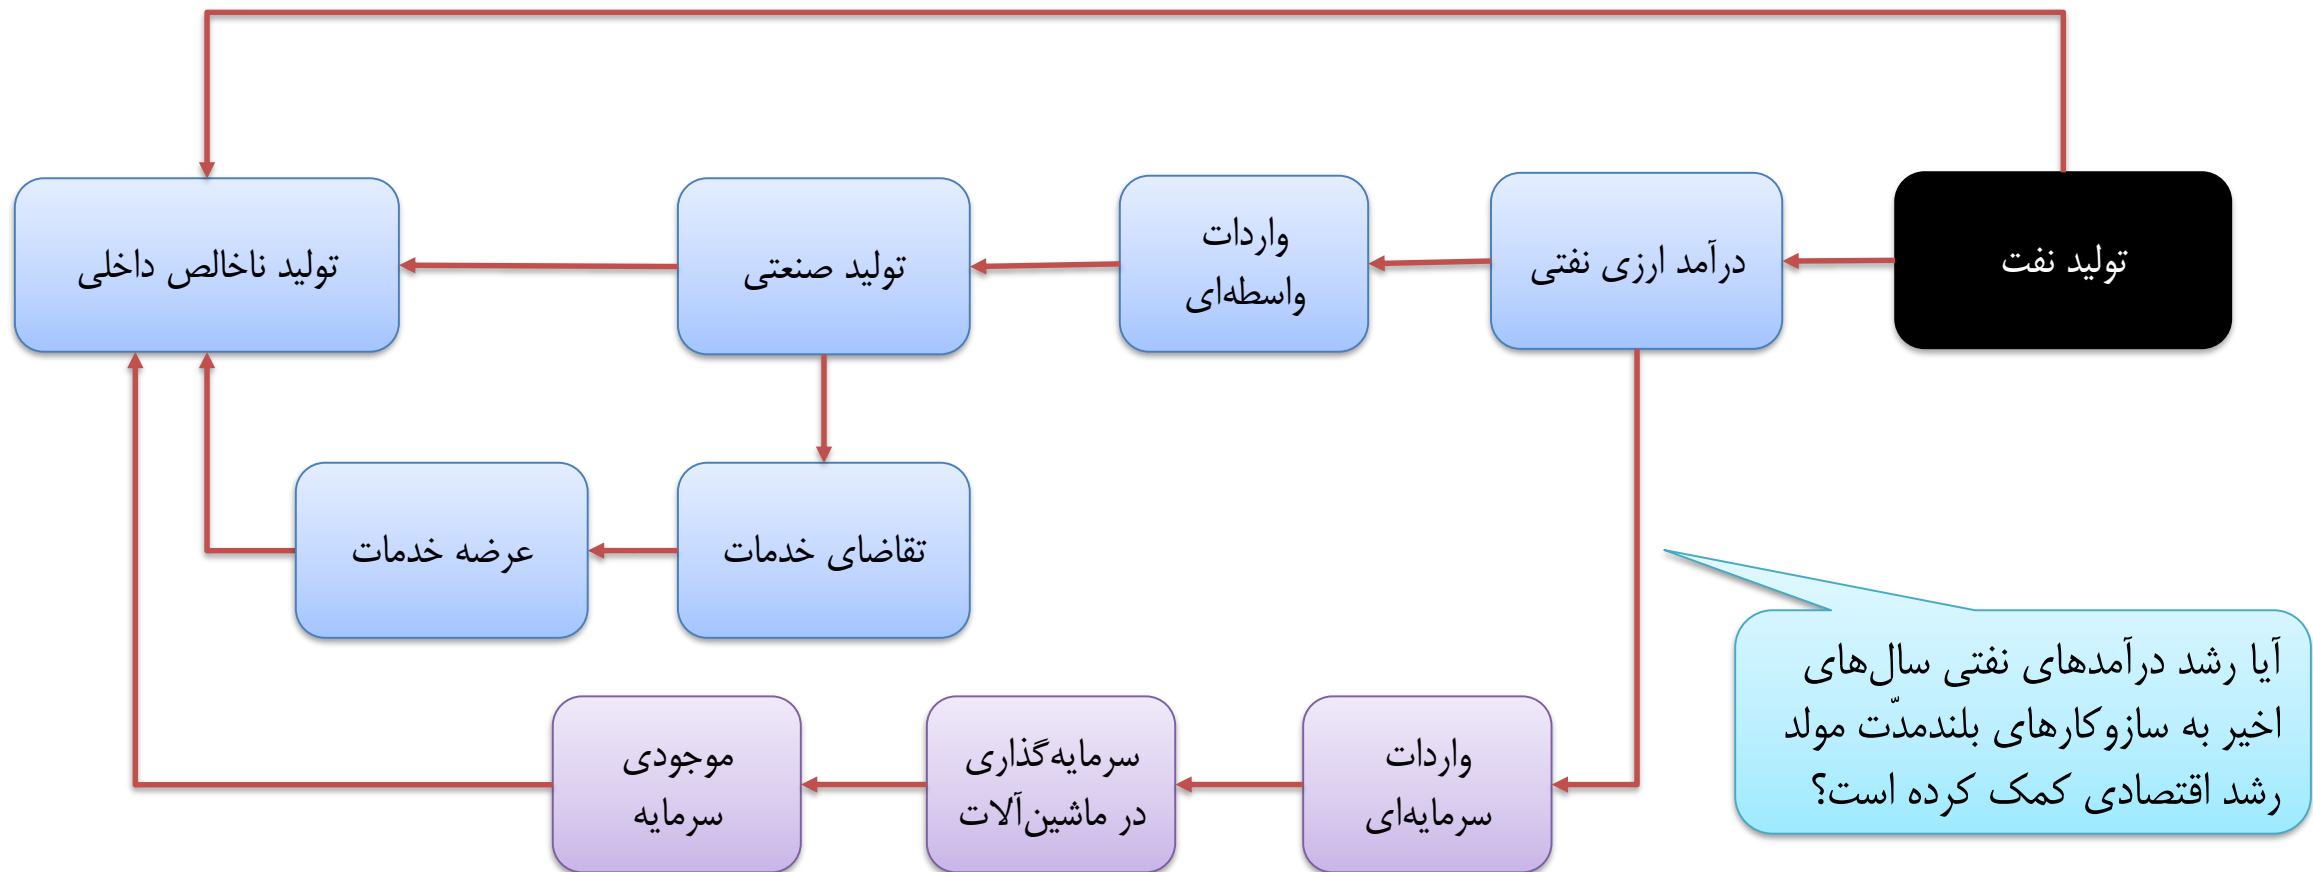 تولید نفت
درآمد ارزی نفتی
واردات
واسطه‌ای
تولید صنعتی
تولید ناخالص داخلی
تقاضای خدمات
عرضه خدمات
واردات
سرمایه‌ای
سرمایه‌گذاری
در ماشین‌آلات
موجودی
سرمایه
آیا رشد درآمدهای نفتی سال‌های
اخیر به سازوکارهای بلندمدّت مولد
رشد اقتصادی کمک کرده است؟